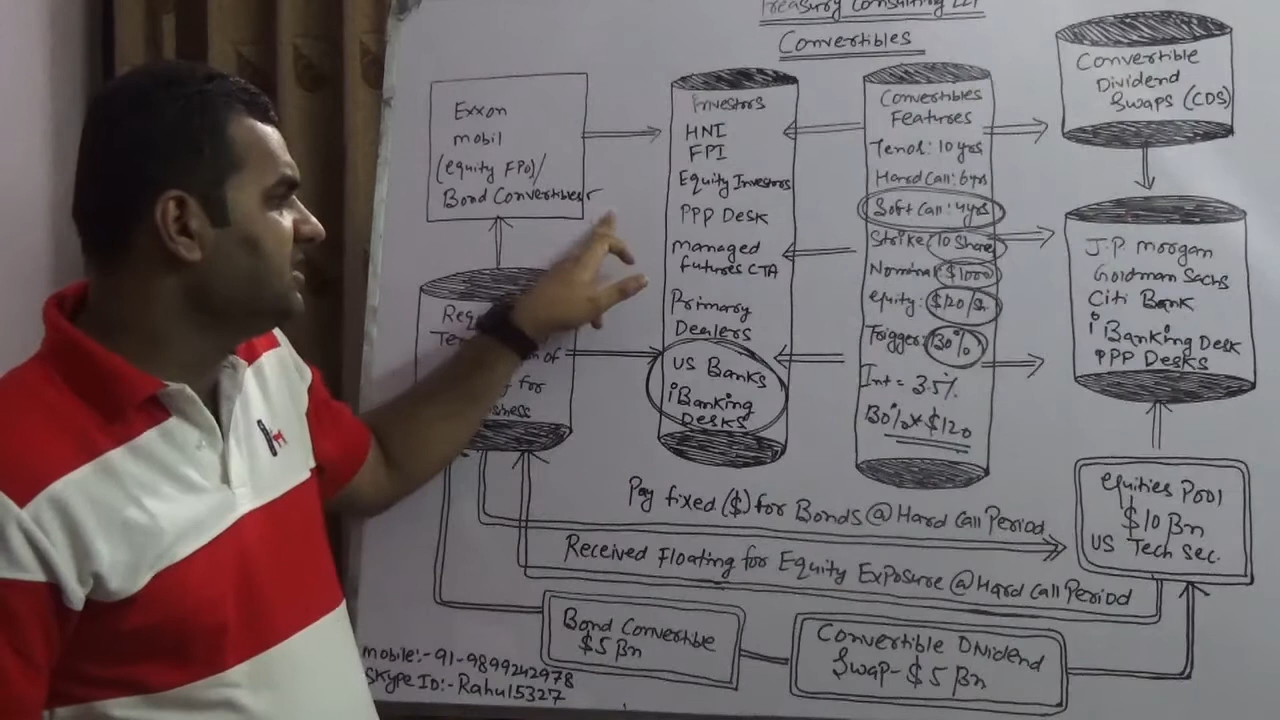 Treasury Consulting LLP
Convertibles
Exxon
mobil
(equity FPO)/
Bond Convertibles
Investors
HNI
FPI
Equity Investors
PPP Desk
managed
futures CTA
Primary
Dealers
US Banks
iBanking
Desks
Convertibles
Features
Tenor: 10 yrs
Hard Call: 6yrs
Soft Call: 4yrs
Strike: 10 Share
Nominal: $1000
equity: $120/Sh
Trigger: 130%
Int = 3.5%
130% * $120
Convertible
Dividend
Swaps (CDS)
J.P. morgan
Goldman Sachs
Citi Bank
iBanking Desk
PPP Desks
of
for
equities Pool
$10 Bn
US Tech Sec.
Pay fixed ($) for Bonds @ Hard Call Period
Received Floating for Equity Exposure @ Hard Call Period
Bond Convertible
$5 Bn
Convertible Dividend
Swap - $5 Bn
mobile:- 91-9899242978
Skype ID:- Rahul5327